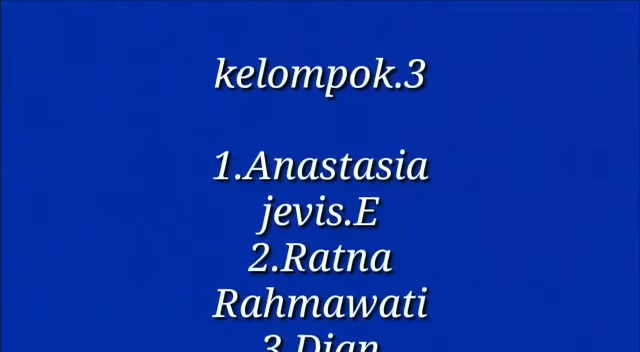 kelompok.3
1.Anastasia
jevis.E
2.Ratna
Rahmawati
3.Dian